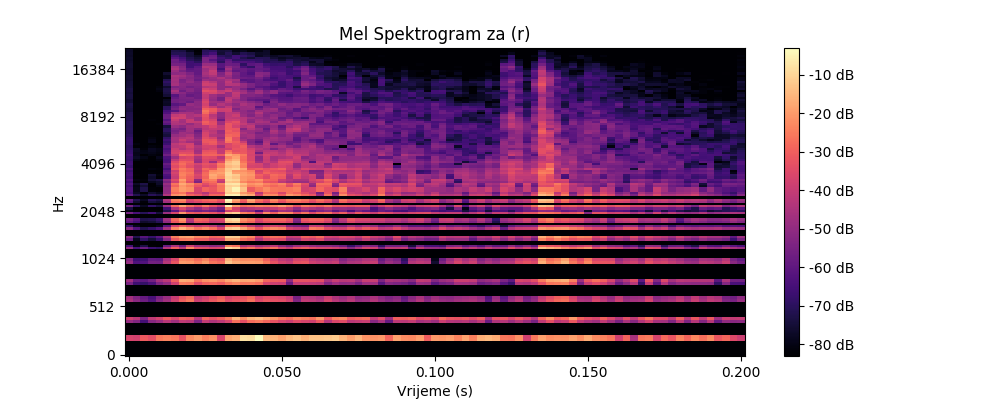 Mel Spektrogram za (r)
Hz
16384
8192
4096
2048
1024
512
0
0.000 0.050 0.100 0.150 0.200
Vrijeme (s)
-10 dB
-20 dB
-30 dB
-40 dB
-50 dB
-60 dB
-70 dB
-80 dB